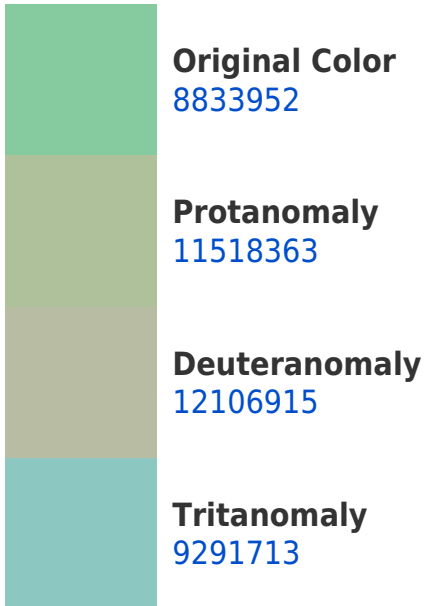 Original Color
8833952
Protanomaly
11518363
Deuteranomaly
12106915
Tritanomaly
9291713